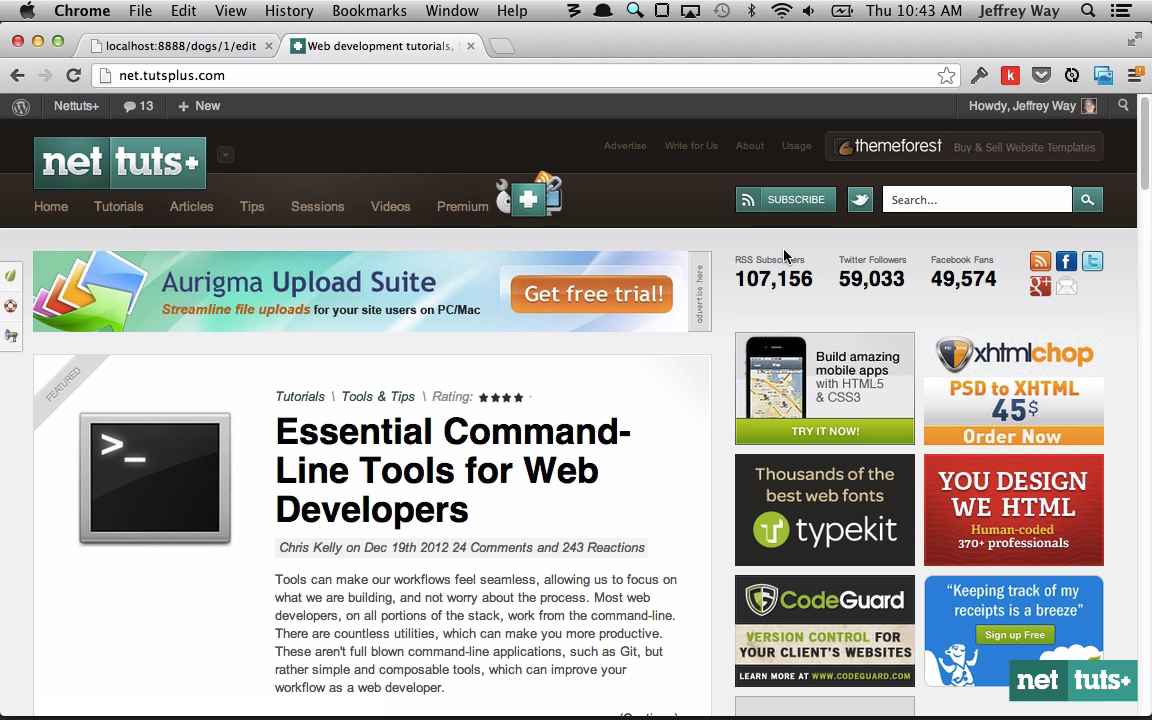 Chrome File Edit View History Bookmarks Window Help Thu 10:43 AM Jeffrey Way
localhost:8888/dogs/1/edit × Web development tutorials, ×
net.tutsplus.com
Nettuts+ 13 + New Howdy, Jeffrey Way
net tuts+
Advertise Write for Us About Usage
themeforest Buy & Sell Website Templates
Home Tutorials Articles Tips Sessions Videos Premium
SUBSCRIBE Search...
Aurigma Upload Suite
Streamline file uploads for your site users on PC/Mac
Get free trial!
advertise here
RSS Subscribers Twitter Followers Facebook Fans
107,156 59,033 49,574
FEATURED
Tutorials \ Tools & Tips \ Rating:
Essential Command-
Line Tools for Web
Developers
Chris Kelly on Dec 19th 2012 24 Comments and 243 Reactions
Tools can make our workflows feel seamless, allowing us to focus on
what we are building, and not worry about the process. Most web
developers, on all portions of the stack, work from the command-line.
There are countless utilities, which can make you more productive.
These aren't full blown command-line applications, such as Git, but
rather simple and composable tools, which can improve your
workflow as a web developer.
Build amazing
mobile apps
with HTML5
& CSS3
TRY IT NOW!
xhtmlchop
PSD to XHTML
45$
Order Now
Thousands of the
best web fonts
typekit
YOU DESIGN
WE HTML
Human-coded
370+ professionals
CodeGuard
VERSION CONTROL FOR
YOUR CLIENT'S WEBSITES
LEARN MORE AT WWW.CODEGUARD.COM
“Keeping track of my
receipts is a breeze”
Sign up Free
net tuts+